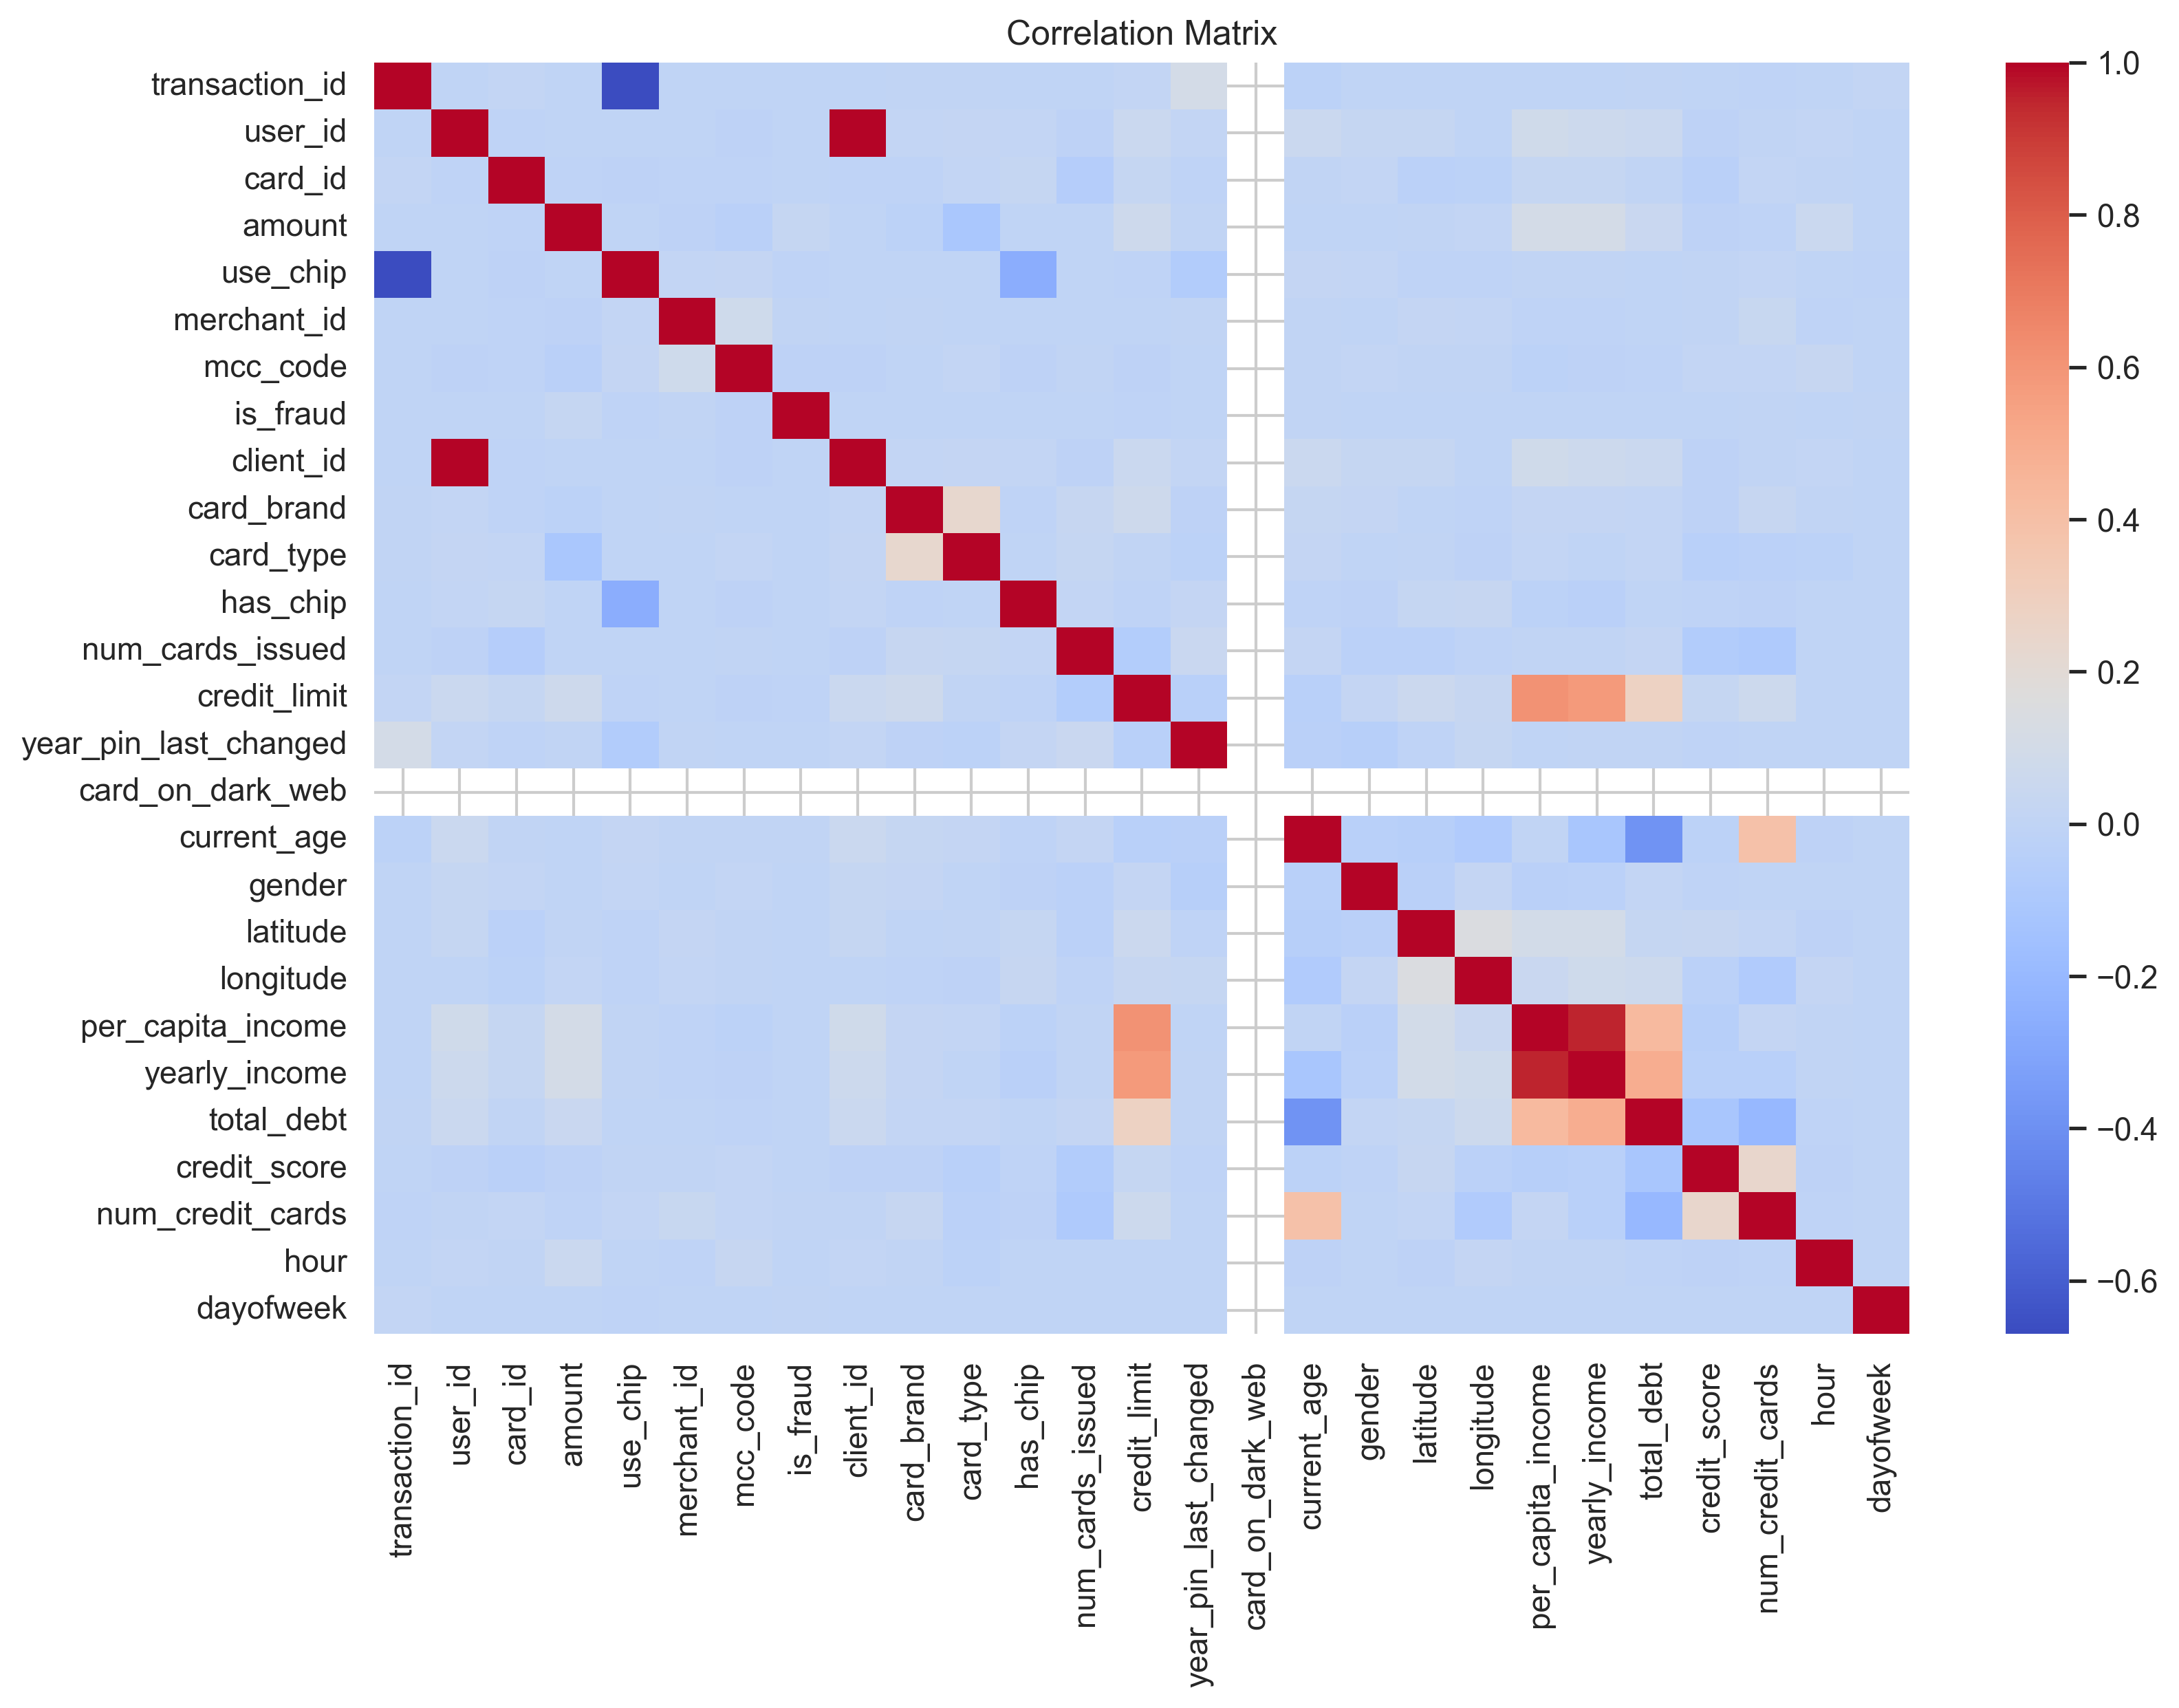 Correlation Matrix
transaction_id
user_id
card_id
amount
use_chip
merchant_id
mcc_code
is_fraud
client_id
card_brand
card_type
has_chip
num_cards_issued
credit_limit
year_pin_last_changed
card_on_dark_web
current_age
gender
latitude
longitude
per_capita_income
yearly_income
total_debt
credit_score
num_credit_cards
hour
dayofweek
transaction_id
user_id
card_id
amount
use_chip
merchant_id
mcc_code
is_fraud
client_id
card_brand
card_type
has_chip
num_cards_issued
credit_limit
year_pin_last_changed
card_on_dark_web
current_age
gender
latitude
longitude
per_capita_income
yearly_income
total_debt
credit_score
num_credit_cards
hour
dayofweek
1.0
0.8
0.6
0.4
0.2
0.0
−0.2
−0.4
−0.6